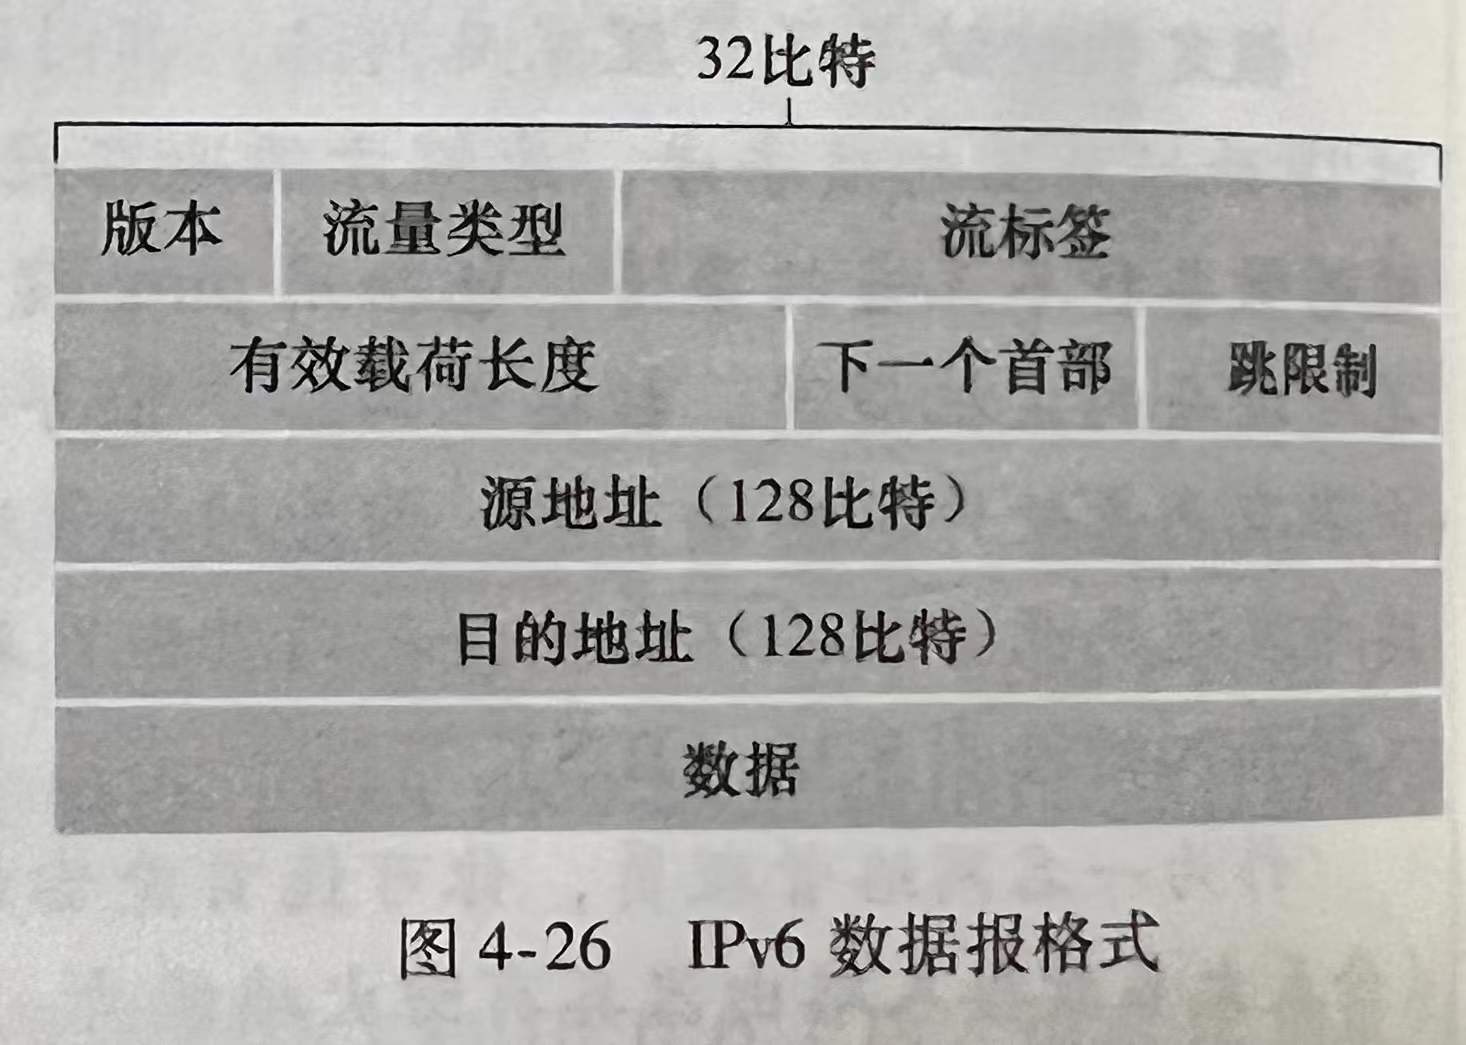 32比特
版本 流量类型 流标签
有效载荷长度 下一个首部 跳限制
源地址（128比特）
目的地址（128比特）
数据
图 4-26 IPv6 数据报格式